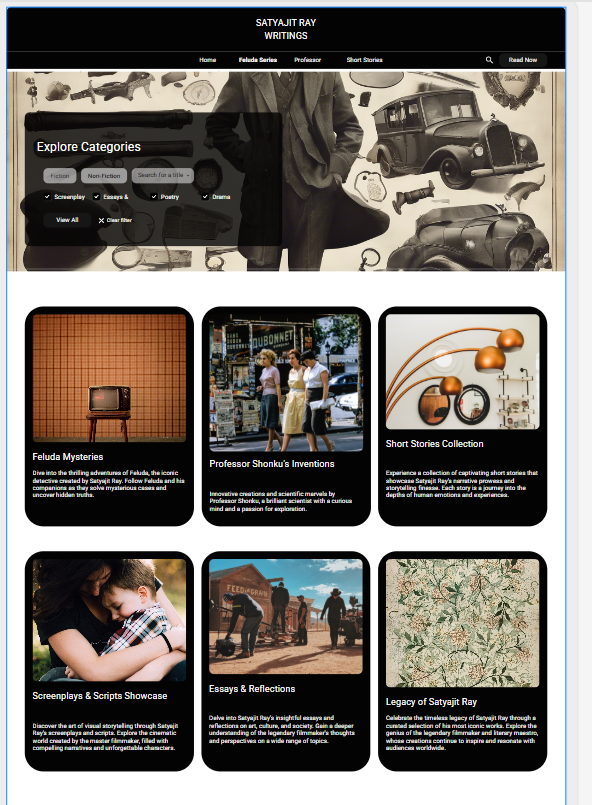 SATYAJIT RAY
WRITINGS
Home Feluda Series Professor Short Stories Read Now
Explore Categories
Fiction Non-Fiction Search for a title
Screenplay Essays & Poetry Drama
View All Clear filter
DUBONNET
Feluda Mysteries
Dive into the thrilling adventures of Feluda, the iconic
detective created by Satyajit Ray. Follow Feluda and his
companions as they solve mysterious cases and
uncover hidden truths.
Professor Shonku's Inventions
Innovative creations and scientific marvels by
Professor Shonku, a brilliant scientist with a curious
mind and a passion for exploration.
Short Stories Collection
Experience a collection of captivating short stories that
showcase Satyajit Ray's narrative prowess and
storytelling finesse. Each story is a journey into the
depths of human emotions and experiences.
Screenplays & Scripts Showcase
Discover the art of visual storytelling through Satyajit
Ray's screenplays and scripts. Explore the cinematic
world created by the master filmmaker, filled with
compelling narratives and unforgettable characters.
FEED & GRAIN
Essays & Reflections
Delve into Satyajit Ray's insightful essays and
reflections on art, culture, and society. Gain a deeper
understanding of the legendary filmmaker's thoughts
and perspectives on a wide range of topics.
Legacy of Satyajit Ray
Celebrate the timeless legacy of Satyajit Ray through a
curated selection of his most iconic works. Explore the
genius of the legendary filmmaker and literary maestro,
whose creations continue to inspire and resonate with
audiences worldwide.